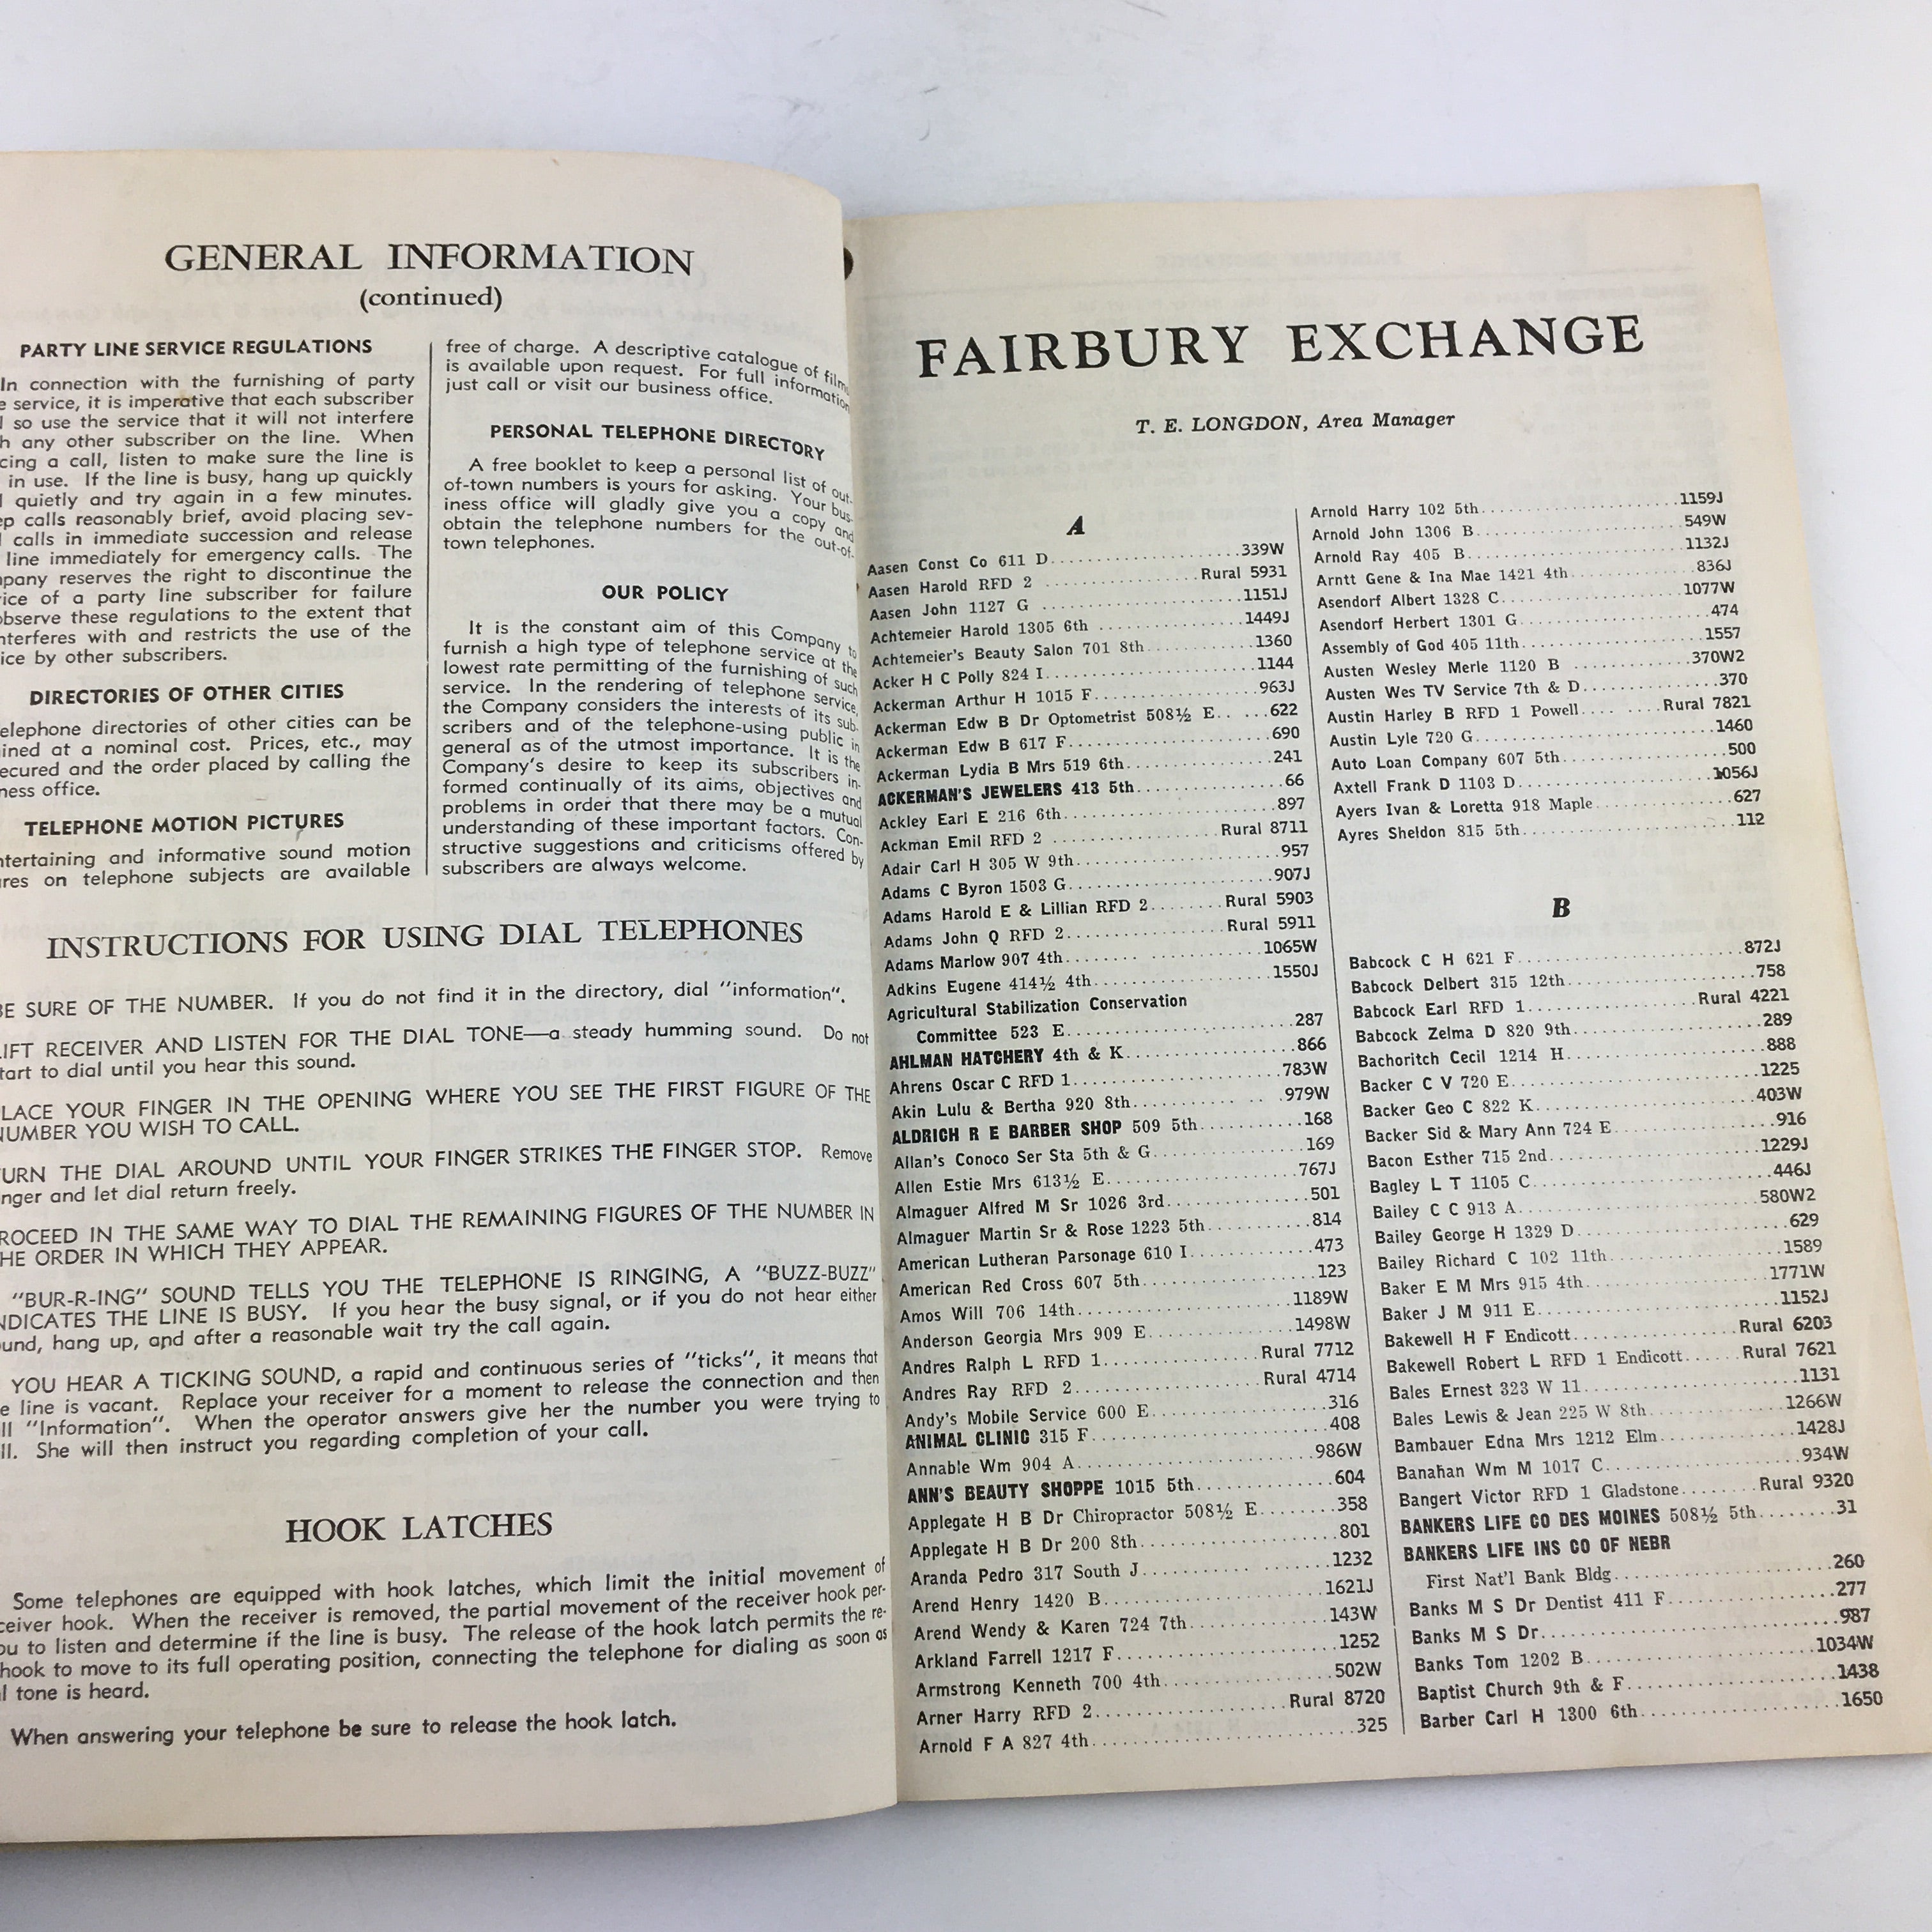 GENERAL INFORMATION
(continued)
PARTY LINE SERVICE REGULATIONS
In connection with the furnishing of party
service, it is imperative that each subscriber
so use the service that it will not interfere
any other subscriber on the line. When
a call, listen to make sure the line is
in use. If the line is busy, hang up quickly
quietly and try again in a few minutes.
calls reasonably brief, avoid placing sev-
calls in immediate succession and release
line immediately for emergency calls. The
reserves the right to discontinue the
of a party line subscriber for failure
observe these regulations to the extent that
interferes with and restricts the use of the
by other subscribers.
DIRECTORIES OF OTHER CITIES
telephone directories of other cities can be
at a nominal cost. Prices, etc., may
secured and the order placed by calling the
office.
TELEPHONE MOTION PICTURES
and informative sound motion
on telephone subjects are available
free of charge. A descriptive catalogue of films
is available upon request. For full information
just call or visit our business office.
PERSONAL TELEPHONE DIRECTORY
A free booklet to keep a personal list of out-
of-town numbers is yours for asking. Your bus-
iness office will gladly give you a copy and
obtain the telephone numbers for the out-of-
town telephones.
OUR POLICY
It is the constant aim of this Company to
furnish a high type of telephone service at the
lowest rate permitting of the furnishing of such
service. In the rendering of telephone service,
the Company considers the interests of its sub-
scribers and of the telephone-using public in
general as of the utmost importance. It is the
Company's desire to keep its subscribers in-
formed continually of its aims, objectives and
problems in order that there may be a mutual
understanding of these important factors. Con-
structive suggestions and criticisms offered by
subscribers are always welcome.
INSTRUCTIONS FOR USING DIAL TELEPHONES
BE SURE OF THE NUMBER. If you do not find it in the directory, dial "information".
LIFT RECEIVER AND LISTEN FOR THE DIAL TONE—a steady humming sound. Do not
start to dial until you hear this sound.
PLACE YOUR FINGER IN THE OPENING WHERE YOU SEE THE FIRST FIGURE OF THE
NUMBER YOU WISH TO CALL.
TURN THE DIAL AROUND UNTIL YOUR FINGER STRIKES THE FINGER STOP. Remove
finger and let dial return freely.
PROCEED IN THE SAME WAY TO DIAL THE REMAINING FIGURES OF THE NUMBER IN
THE ORDER IN WHICH THEY APPEAR.
"BUR-R-ING" SOUND TELLS YOU THE TELEPHONE IS RINGING, A "BUZZ-BUZZ"
INDICATES THE LINE IS BUSY. If you hear the busy signal, or if you do not hear either
sound, hang up, and after a reasonable wait try the call again.
YOU HEAR A TICKING SOUND, a rapid and continuous series of "ticks", it means that
line is vacant. Replace your receiver for a moment to release the connection and then
"Information". When the operator answers give her the number you were trying to
She will then instruct you regarding completion of your call.
HOOK LATCHES
Some telephones are equipped with hook latches, which limit the initial movement of
receiver hook. When the receiver is removed, the partial movement of the receiver hook per-
you to listen and determine if the line is busy. The release of the hook latch permits the re-
hook to move to its full operating position, connecting the telephone for dialing as soon as
tone is heard.
When answering your telephone be sure to release the hook latch.
FAIRBURY EXCHANGE
T. E. LONGDON, Area Manager
A
Aasen Const Co 611 D 339W
Aasen Harold RFD 2 Rural 5931
Aasen John 1127 G 1151J
Achtemeier Harold 1305 6th 1449J
Achtemeier's Beauty Salon 701 8th 1360
Acker H C Polly 824 I 1144
Ackerman Arthur H 1015 F 963J
Ackerman Edw B Dr Optometrist 508½ E 622
Ackerman Edw B 617 F 690
Ackerman Lydia B Mrs 519 6th 241
ACKERMAN'S JEWELERS 413 5th 66
Ackley Earl E 216 6th 897
Ackman Emil RFD 2 Rural 8711
Adair Carl H 305 W 9th 957
Adams C Byron 1503 G 907J
Adams Harold E & Lillian RFD 2 Rural 5903
Adams John Q RFD 2 Rural 5911
Adams Marlow 907 4th 1065W
Adkins Eugene 414½ 4th 1550J
Agricultural Stabilization Conservation
Committee 523 E 287
AHLMAN HATCHERY 4th & K 866
Ahrens Oscar C RFD 1 783W
Akin Lulu & Bertha 920 8th 979W
ALDRICH R E BARBER SHOP 509 5th 168
Allan's Conoco Ser Sta 5th & G 169
Allen Estie Mrs 613½ E 767J
Almaguer Alfred M Sr 1026 3rd 501
Almaguer Martin Sr & Rose 1223 5th 814
American Lutheran Parsonage 610 I 473
American Red Cross 607 5th 123
Amos Will 706 14th 1189W
Anderson Georgia Mrs 909 E 1498W
Andres Ralph L RFD 1 Rural 7712
Andres Ray RFD 2 Rural 4714
Andy's Mobile Service 600 E 316
ANIMAL CLINIC 315 F 408
Annable Wm 904 A 986W
ANN'S BEAUTY SHOPPE 1015 5th 604
Applegate H B Dr Chiropractor 508½ E 358
Applegate H B Dr 200 8th 801
Aranda Pedro 317 South J 1232
Arend Henry 1420 B 1621J
Arend Wendy & Karen 724 7th 143W
Arkland Farrell 1217 F 1252
Armstrong Kenneth 700 4th 502W
Arner Harry RFD 2 Rural 8720
Arnold F A 827 4th 325
Arnold Harry 102 5th 1159J
Arnold John 1306 B 549W
Arnold Ray 405 B 1132J
Arntt Gene & Ina Mae 1421 4th 836J
Asendorf Albert 1328 C 1077W
Asendorf Herbert 1301 G 474
Assembly of God 405 11th 1557
Austen Wesley Merle 1120 B 370W2
Austen Wes TV Service 7th & D 370
Austin Harley B RFD 1 Powell Rural 7821
Austin Lyle 720 G 1460
Auto Loan Company 607 5th 500
Axtell Frank D 1103 D 1056J
Ayers Ivan & Loretta 918 Maple 627
Ayres Sheldon 815 5th 112
B
Babcock C H 621 F 872J
Babcock Delbert 315 12th 758
Babcock Earl RFD 1 Rural 4221
Babcock Zelma D 820 9th 289
Bachoritch Cecil 1214 H 888
Backer C V 720 E 1225
Backer Geo C 822 K 403W
Backer Sid & Mary Ann 724 E 916
Bacon Esther 715 2nd 1229J
Bagley L T 1105 C 446J
Bailey C C 913 A 580W2
Bailey George H 1329 D 629
Bailey Richard C 102 11th 1589
Baker E M Mrs 915 4th 1771W
Baker J M 911 E 1152J
Bakewell H F Endicott Rural 6203
Bakewell Robert L RFD 1 Endicott Rural 7621
Bales Ernest 323 W 11 1131
Bales Lewis & Jean 225 W 8th 1266W
Bambauer Edna Mrs 1212 Elm 1428J
Banahan Wm M 1017 C 934W
Bangert Victor RFD 1 Gladstone Rural 9320
BANKERS LIFE CO DES MOINES 508½ 5th 31
BANKERS LIFE INS CO OF NEBR
First Nat'l Bank Bldg 260
Banks M S Dr Dentist 411 F 277
Banks M S Dr 987
Banks Tom 1202 B 1034W
Baptist Church 9th & F 1438
Barber Carl H 1300 6th 1650